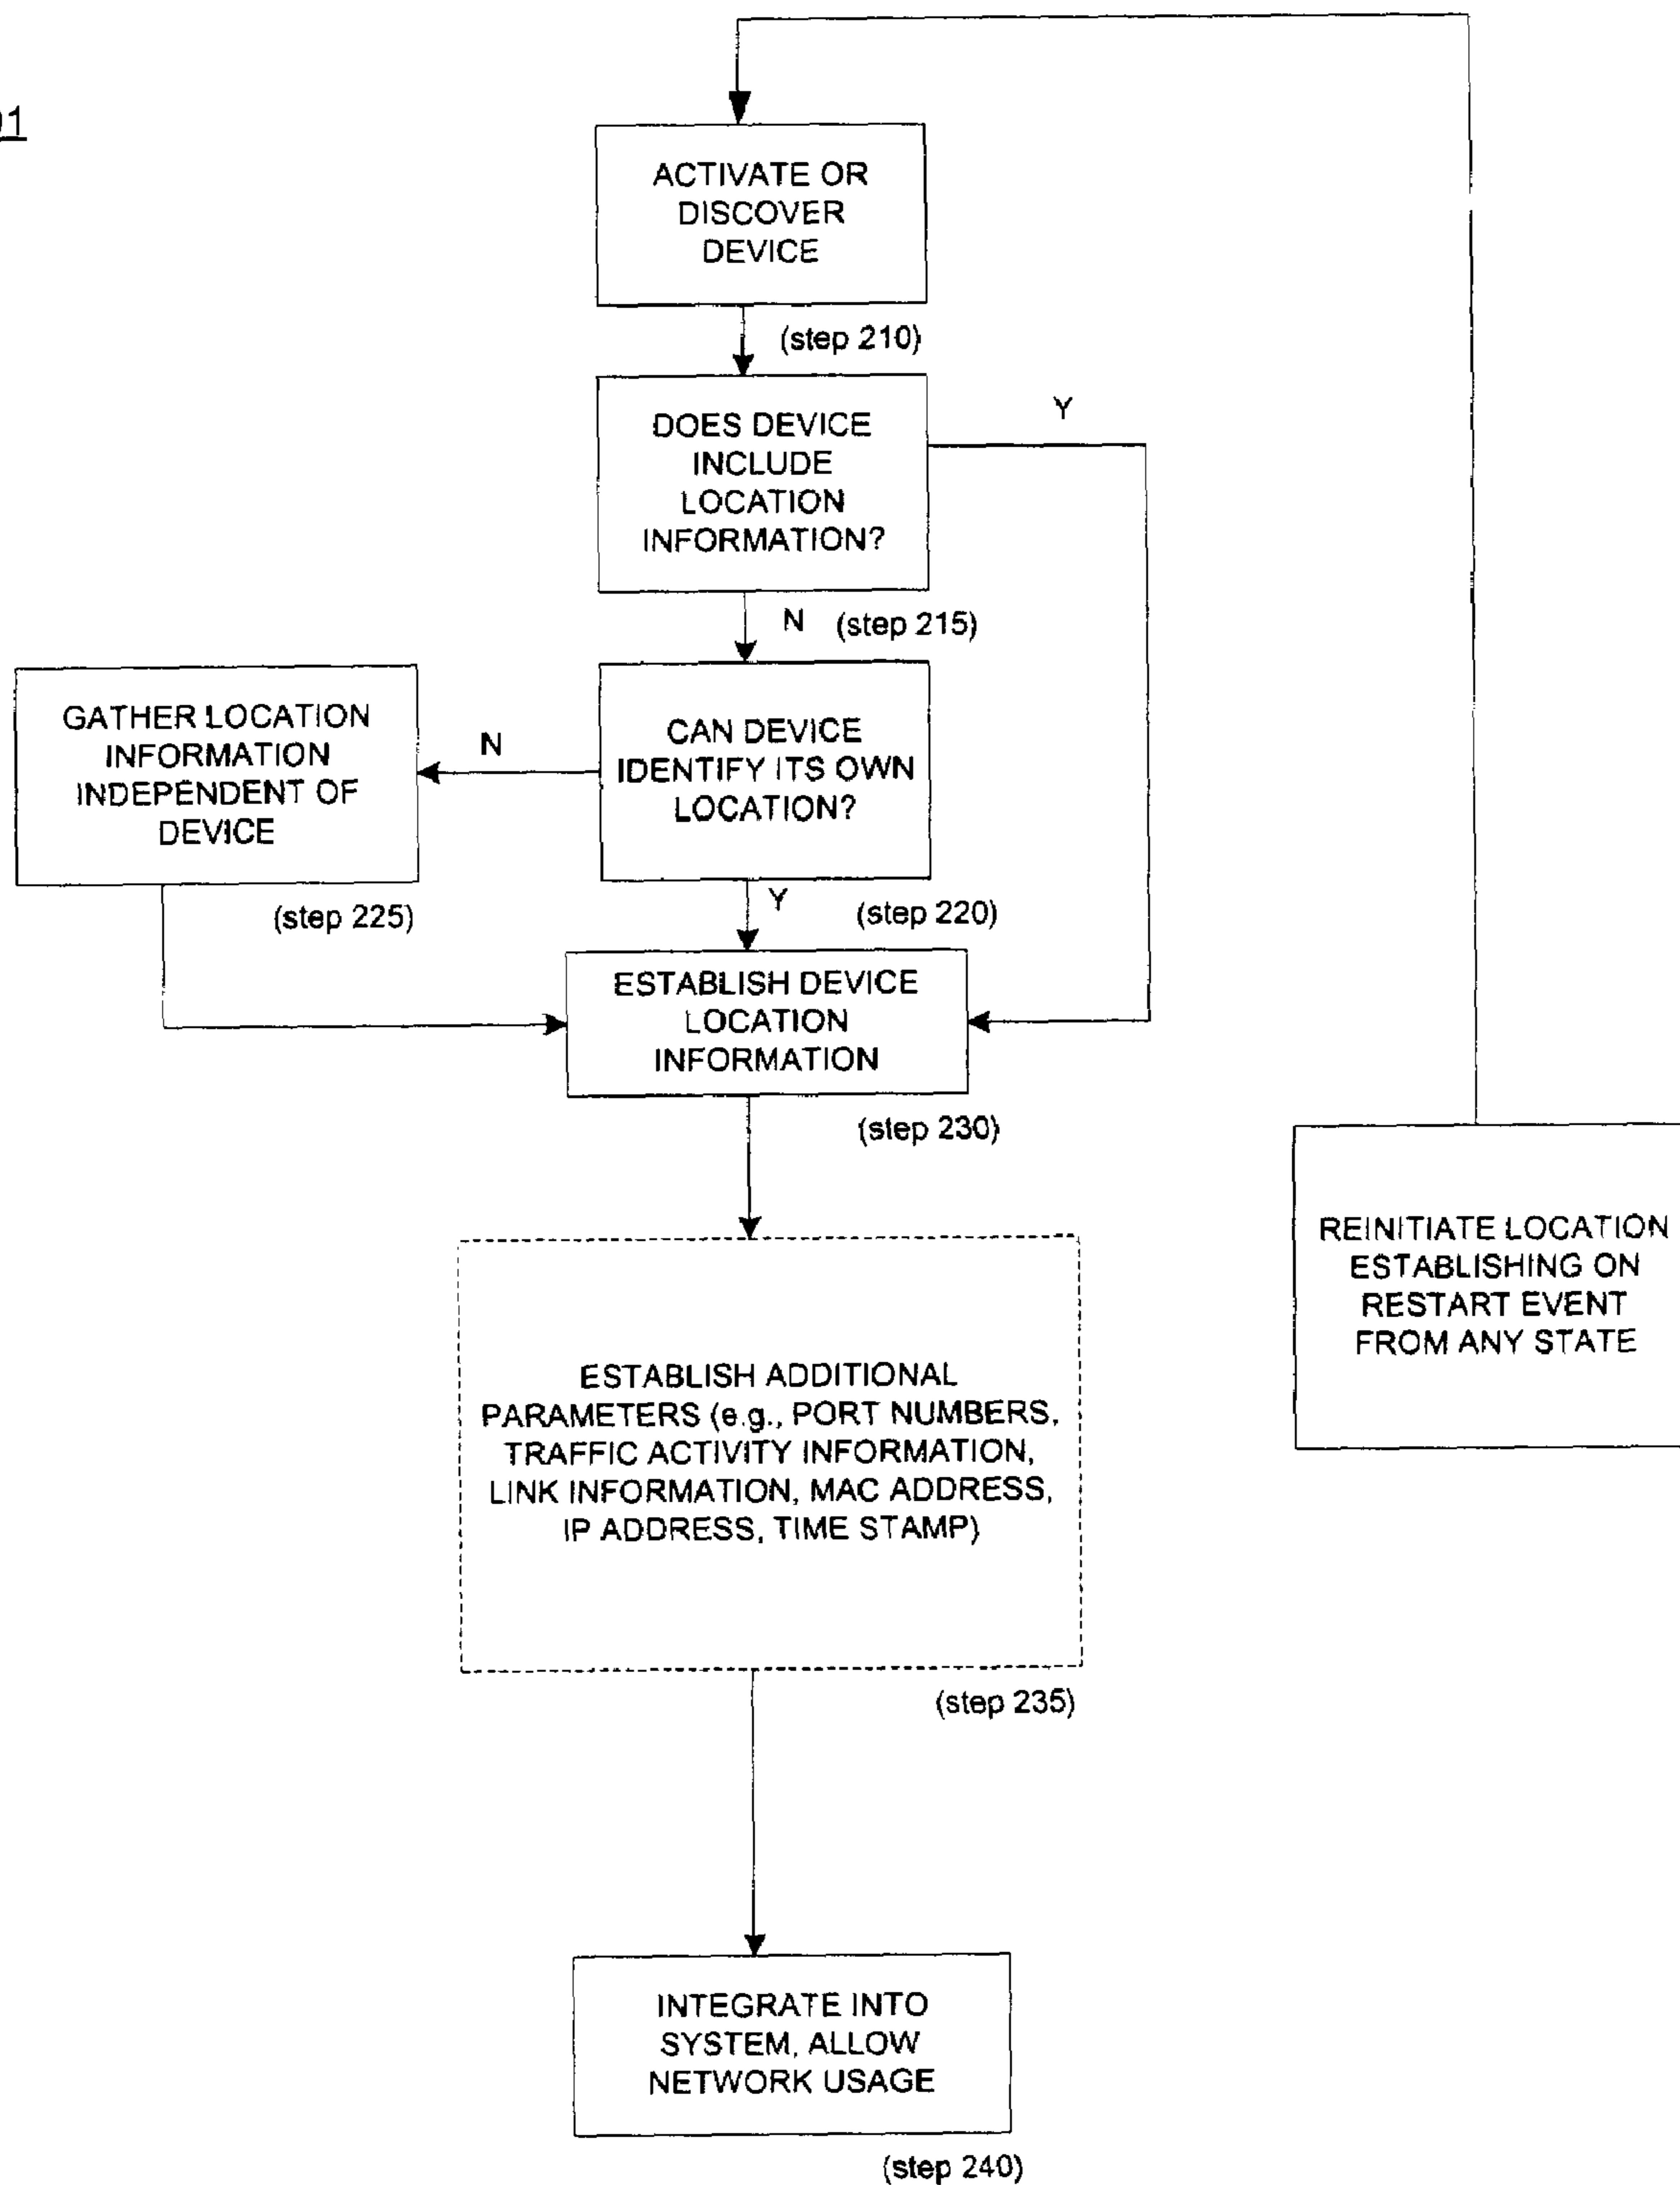 01
ACTIVATE OR
DISCOVER
DEVICE
(step 210)
DOES DEVICE
INCLUDE
LOCATION
INFORMATION?
Y
N
(step 215)
GATHER LOCATION
INFORMATION
INDEPENDENT OF
DEVICE
N
CAN DEVICE
IDENTIFY ITS OWN
LOCATION?
(step 225)
Y
(step 220)
ESTABLISH DEVICE
LOCATION
INFORMATION
(step 230)
REINITIATE LOCATION
ESTABLISHING ON
RESTART EVENT
FROM ANY STATE
ESTABLISH ADDITIONAL
PARAMETERS (e.g., PORT NUMBERS,
TRAFFIC ACTIVITY INFORMATION,
LINK INFORMATION, MAC ADDRESS,
IP ADDRESS, TIME STAMP)
(step 235)
INTEGRATE INTO
SYSTEM, ALLOW
NETWORK USAGE
(step 240)